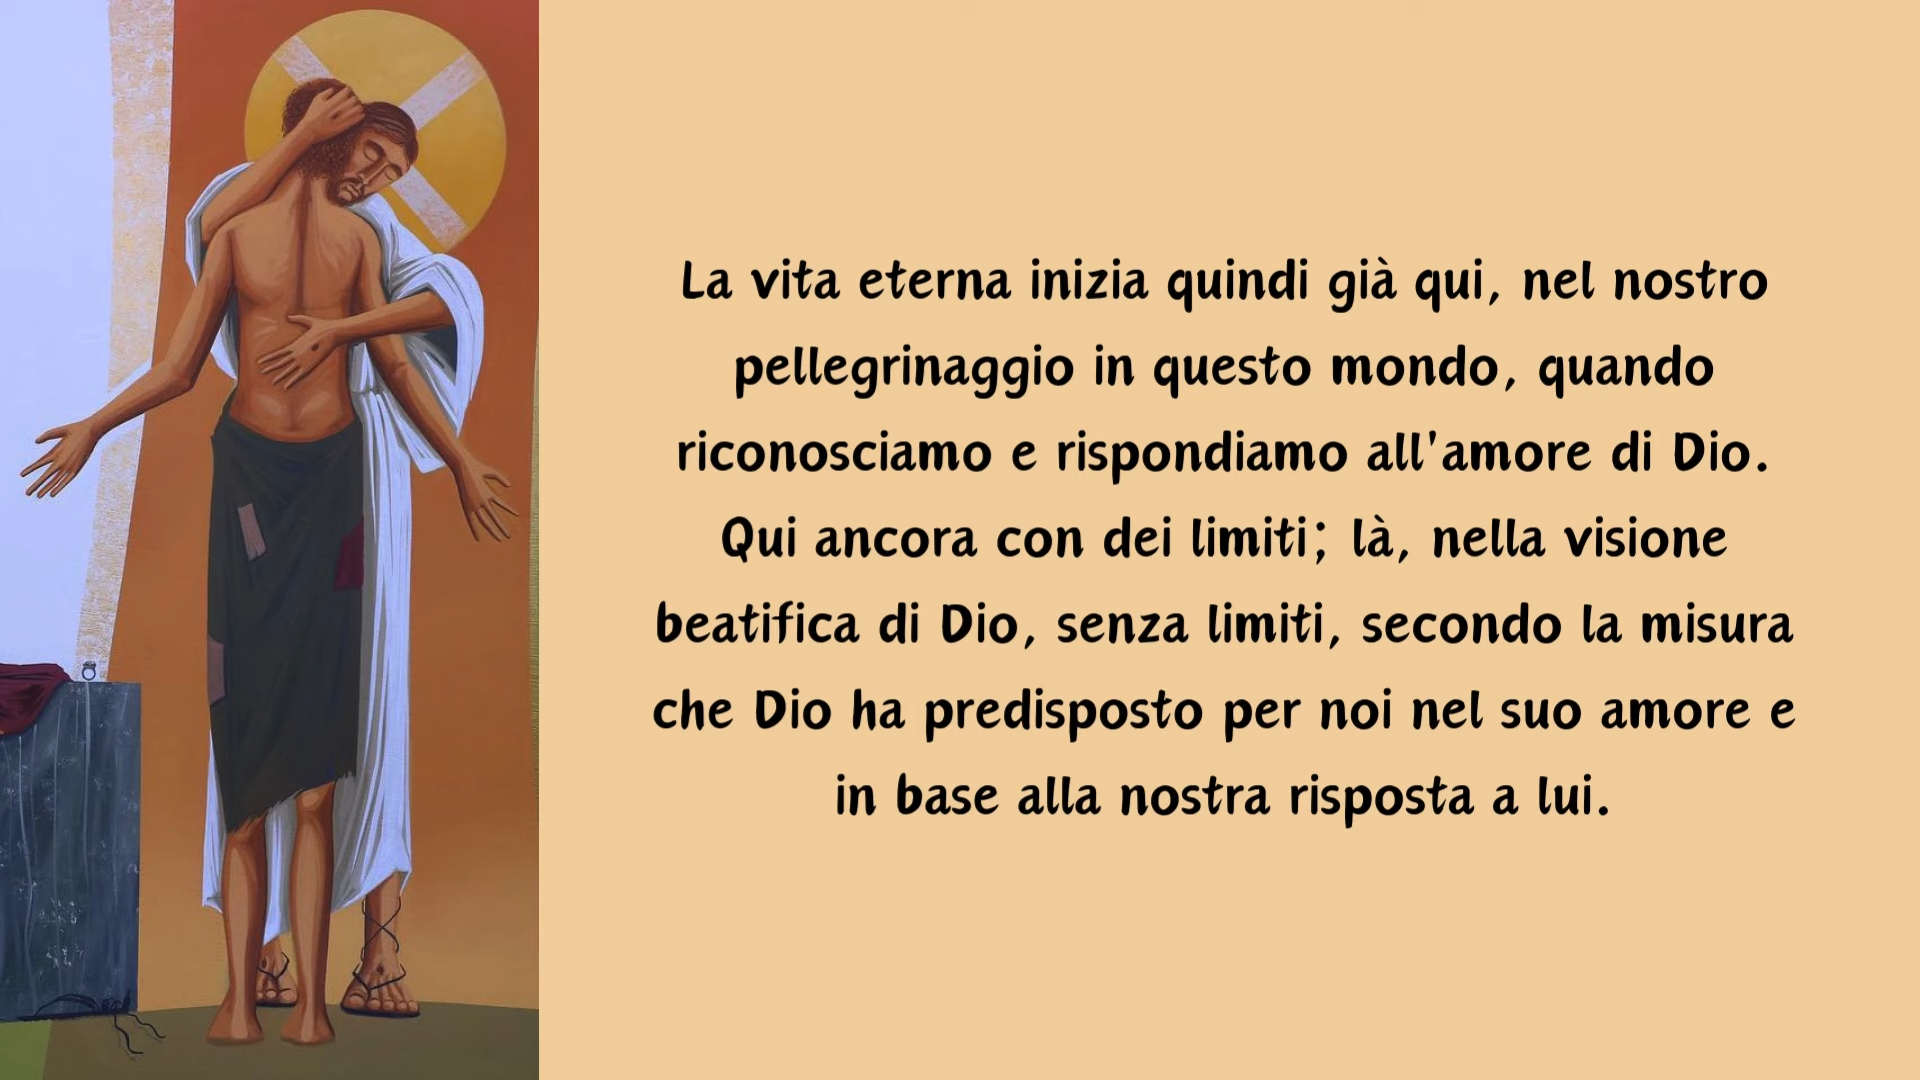 La vita eterna inizia quindi già qui, nel nostro
pellegrinaggio in questo mondo, quando
riconosciamo e rispondiamo all'amore di Dio.
Qui ancora con dei limiti; là, nella visione
beatifica di Dio, senza limiti, secondo la misura
che Dio ha predisposto per noi nel suo amore e
in base alla nostra risposta a lui.